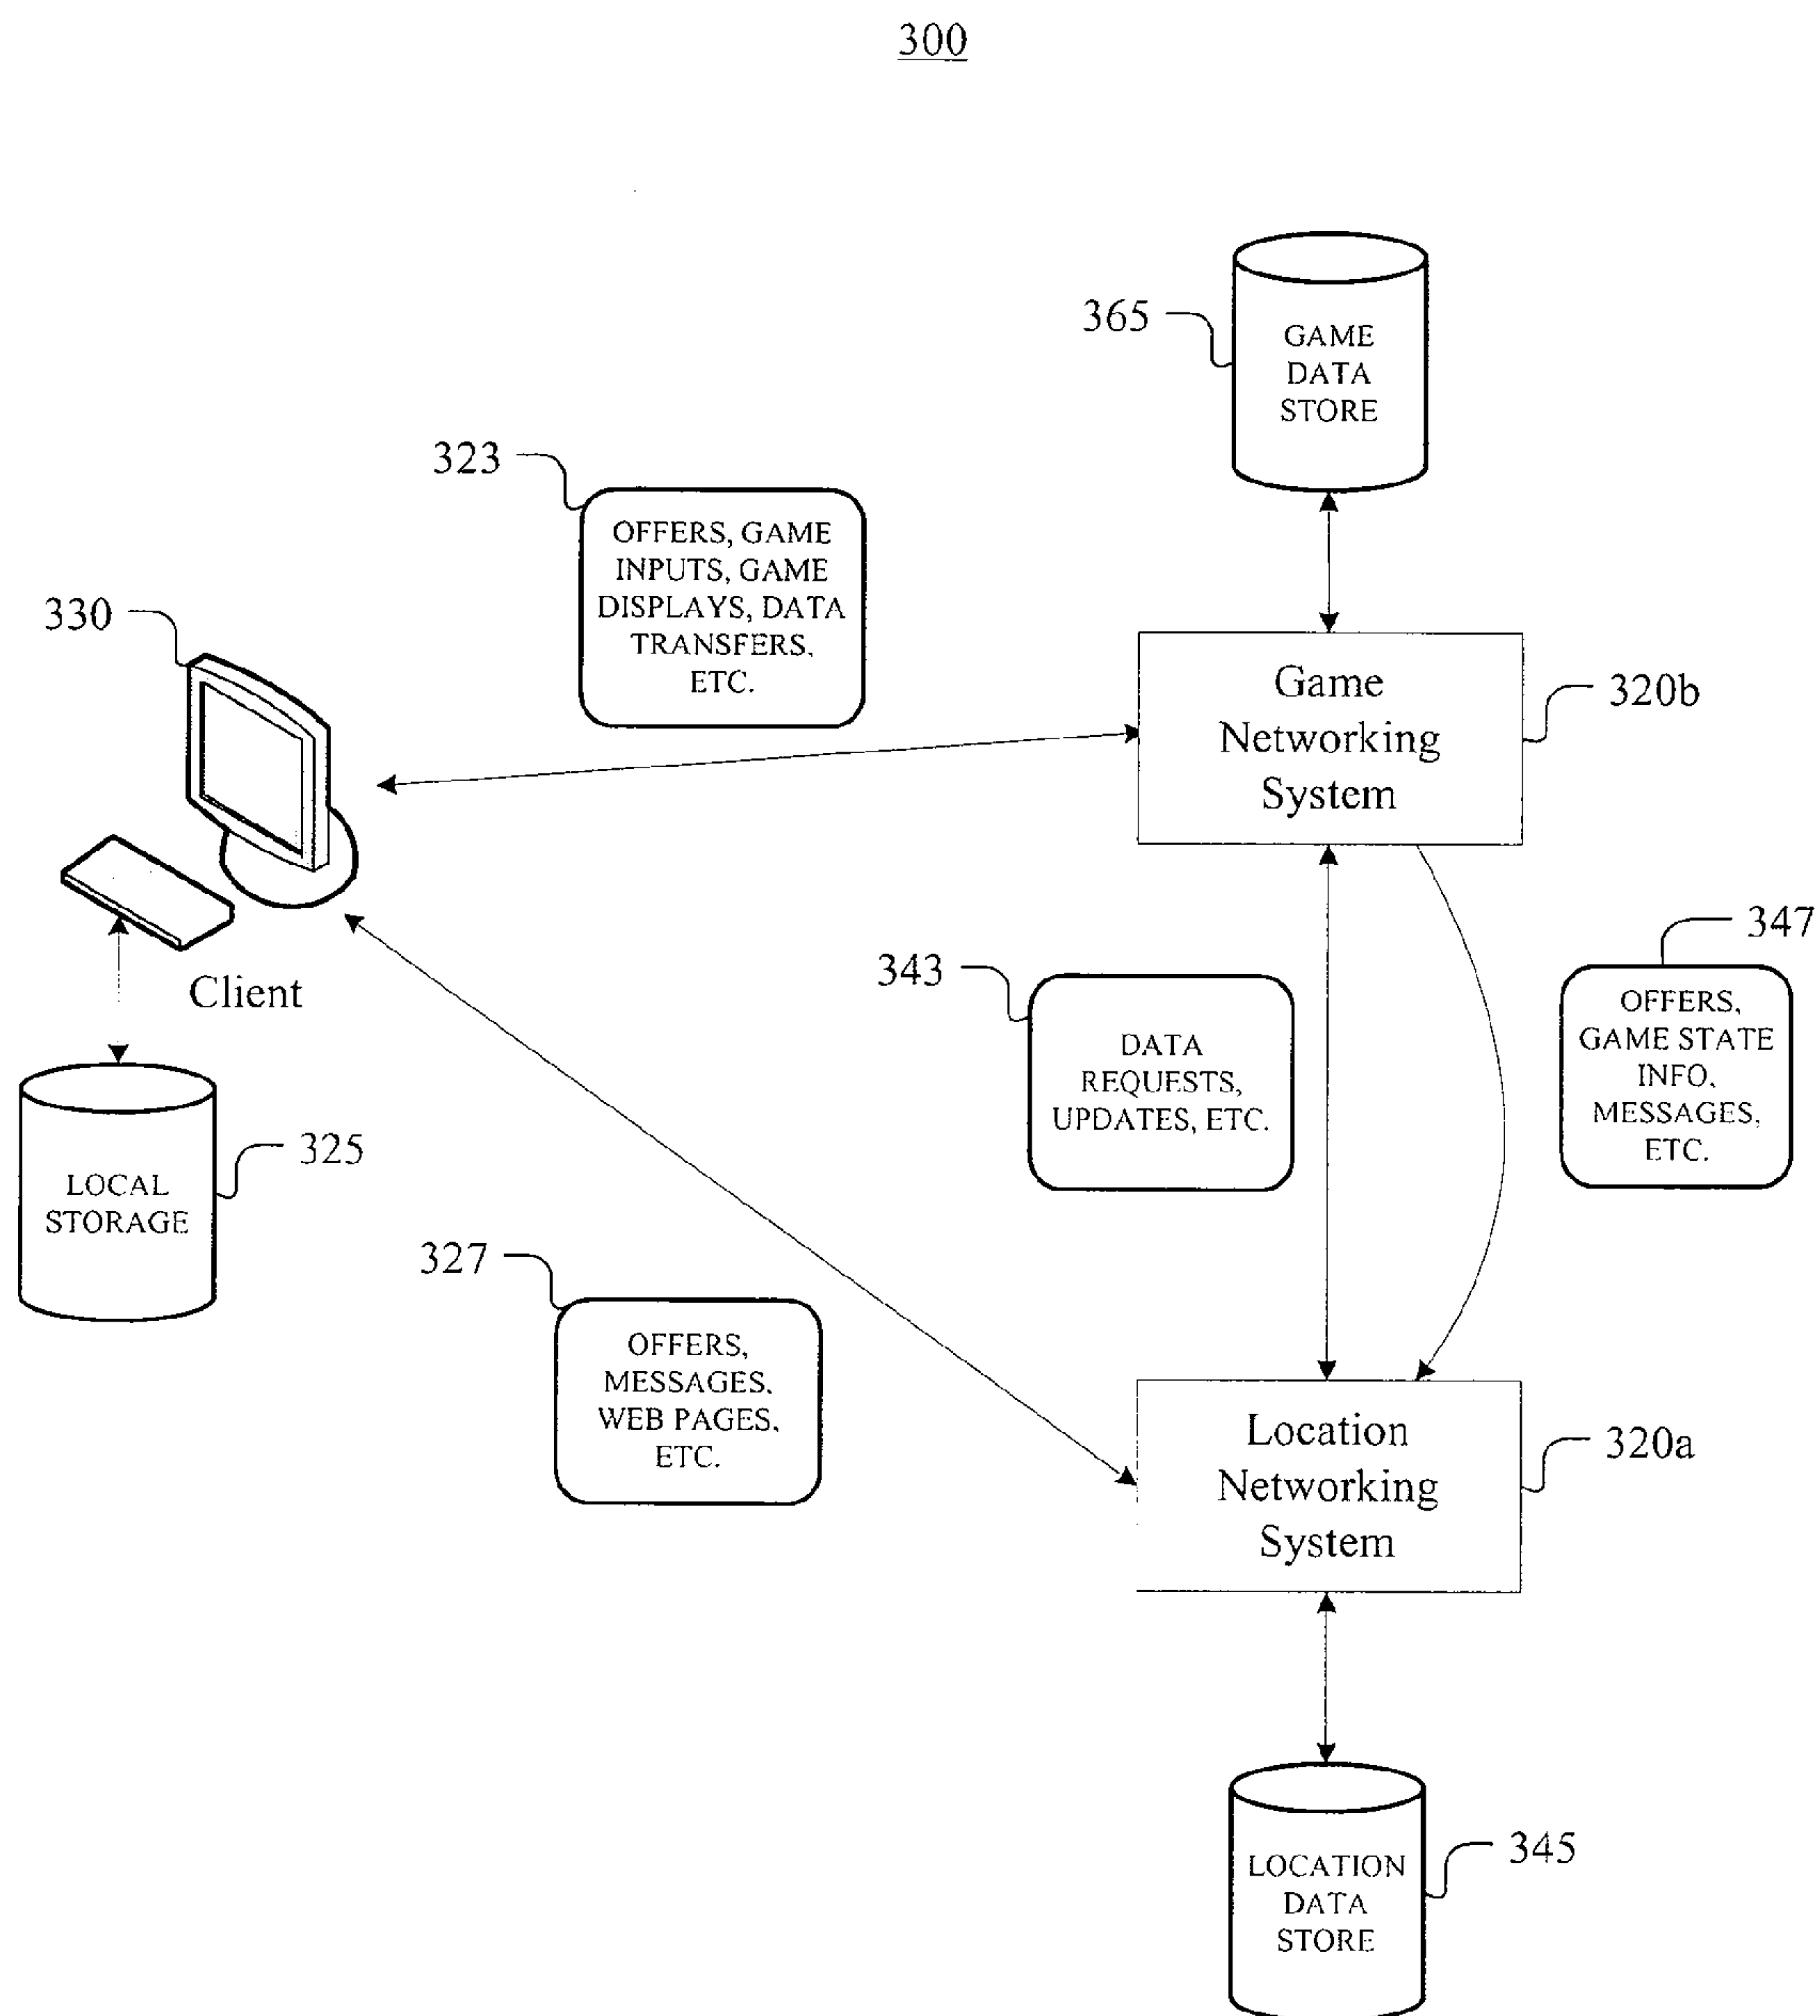 300
365
GAME
DATA
STORE
323
OFFERS, GAME
INPUTS, GAME
DISPLAYS, DATA
TRANSFERS,
ETC.
330
Game
Networking
System
320b
Client
343
DATA
REQUESTS,
UPDATES, ETC.
347
OFFERS,
GAME STATE
INFO,
MESSAGES,
ETC.
LOCAL
STORAGE
325
327
OFFERS,
MESSAGES,
WEB PAGES,
ETC.
Location
Networking
System
320a
LOCATION
DATA
STORE
345